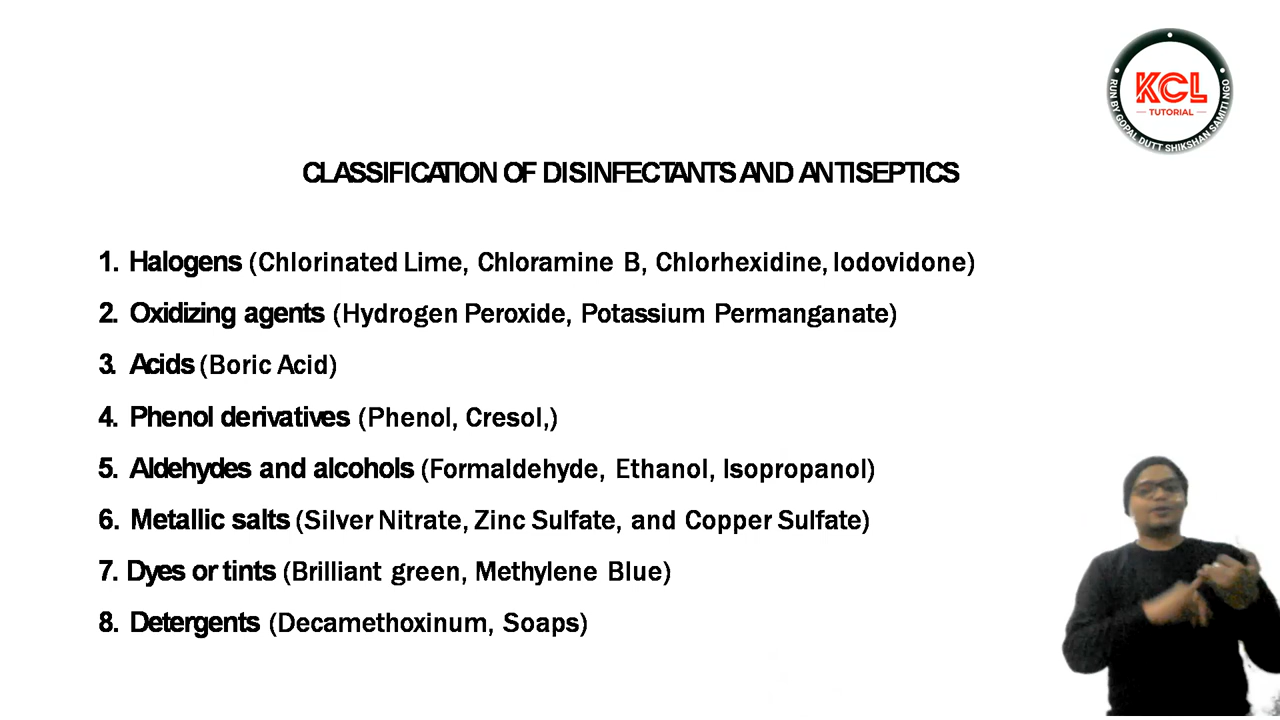 KCL
TUTORIAL
RUN BY GOPAL DUTT SHIKSHAN SAMITI NGO
CLASSIFICATION OF DISINFECTANTS AND ANTISEPTICS
1. Halogens (Chlorinated Lime, Chloramine B, Chlorhexidine, Iodovidone)
2. Oxidizing agents (Hydrogen Peroxide, Potassium Permanganate)
3. Acids (Boric Acid)
4. Phenol derivatives (Phenol, Cresol,)
5. Aldehydes and alcohols (Formaldehyde, Ethanol, Isopropanol)
6. Metallic salts (Silver Nitrate, Zinc Sulfate, and Copper Sulfate)
7. Dyes or tints (Brilliant green, Methylene Blue)
8. Detergents (Decamethoxinum, Soaps)